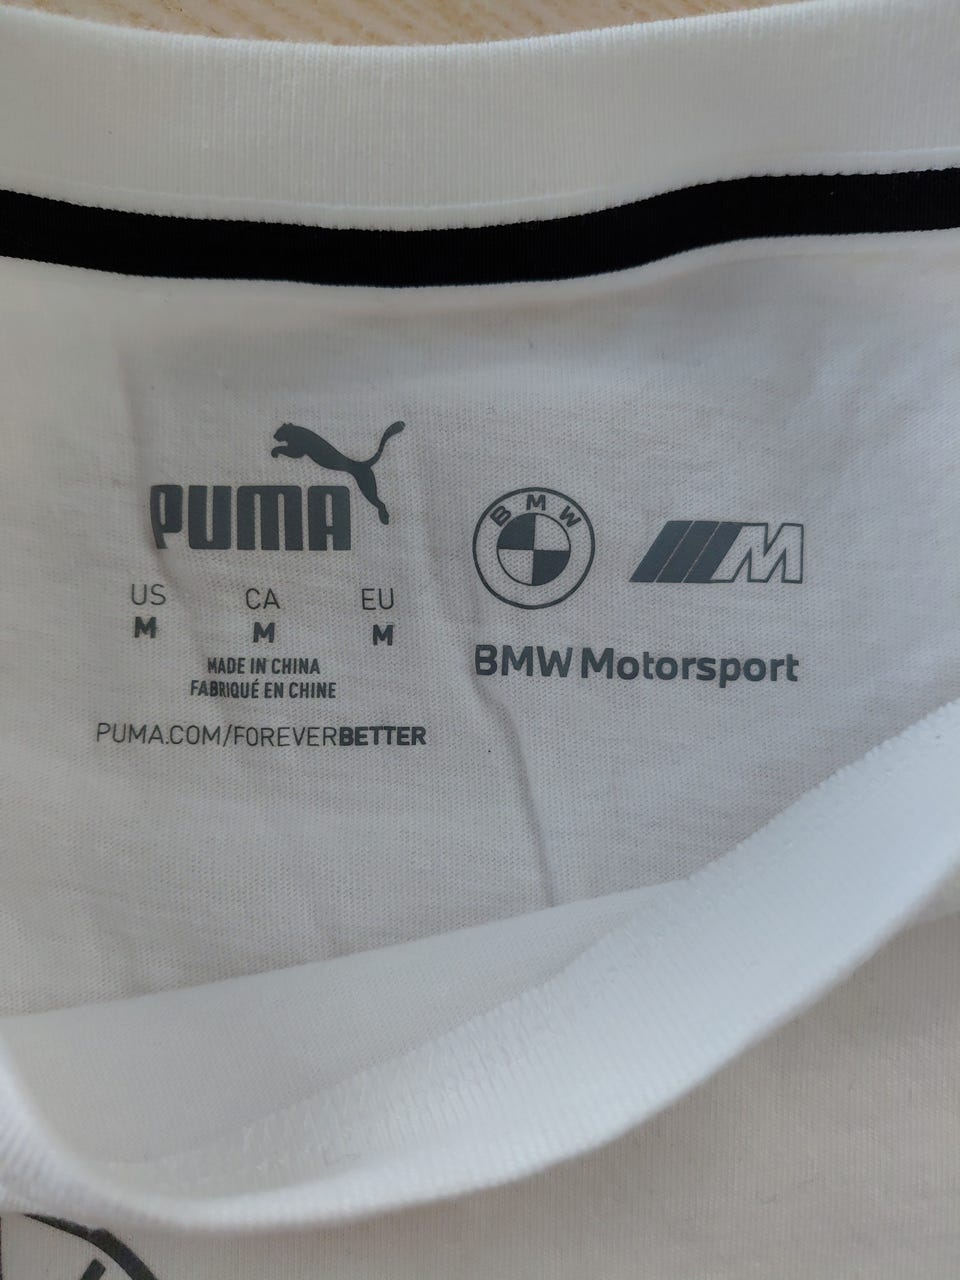 PUMA
US CA EU
M M M
MADE IN CHINA
FABRIQUÉ EN CHINE
PUMA.COM/FOREVERBETTER
BMW
M
BMW Motorsport